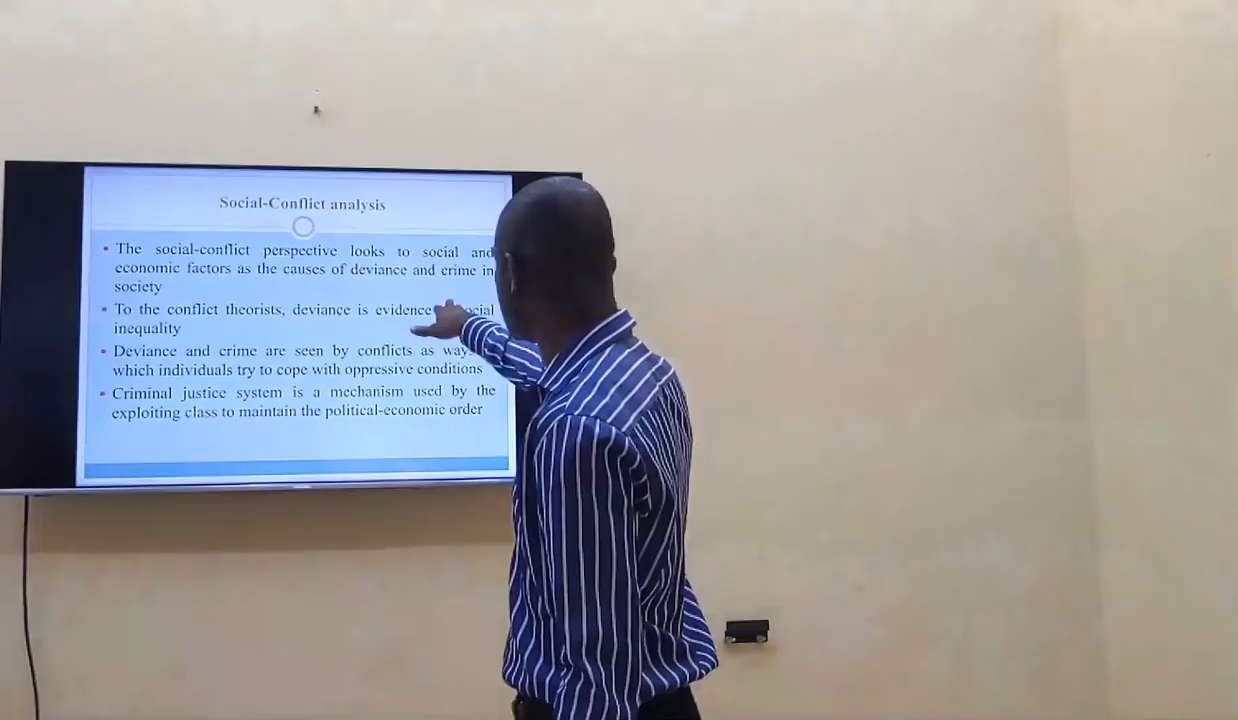 Social-Conflict analysis
• The social-conflict perspective looks to social and
economic factors as the causes of deviance and crime in
society
• To the conflict theorists, deviance is evidence
inequality
• Deviance and crime are seen by conflicts as
which individuals try to cope with oppressive conditions
• Criminal justice system is a mechanism used by the
exploiting class to maintain the political-economic order